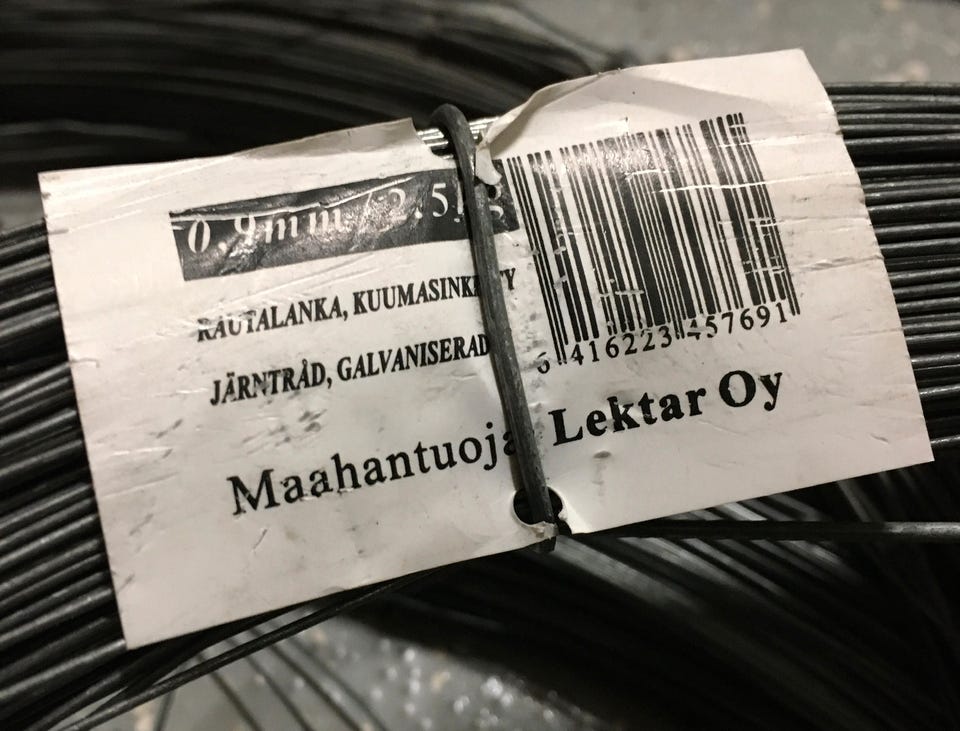 0.9mm / 2.5
RAUTALANKA,
JÄRNTRÅD, GALVANISERAD
6 416223 457691
Maahantuoja Lektar Oy